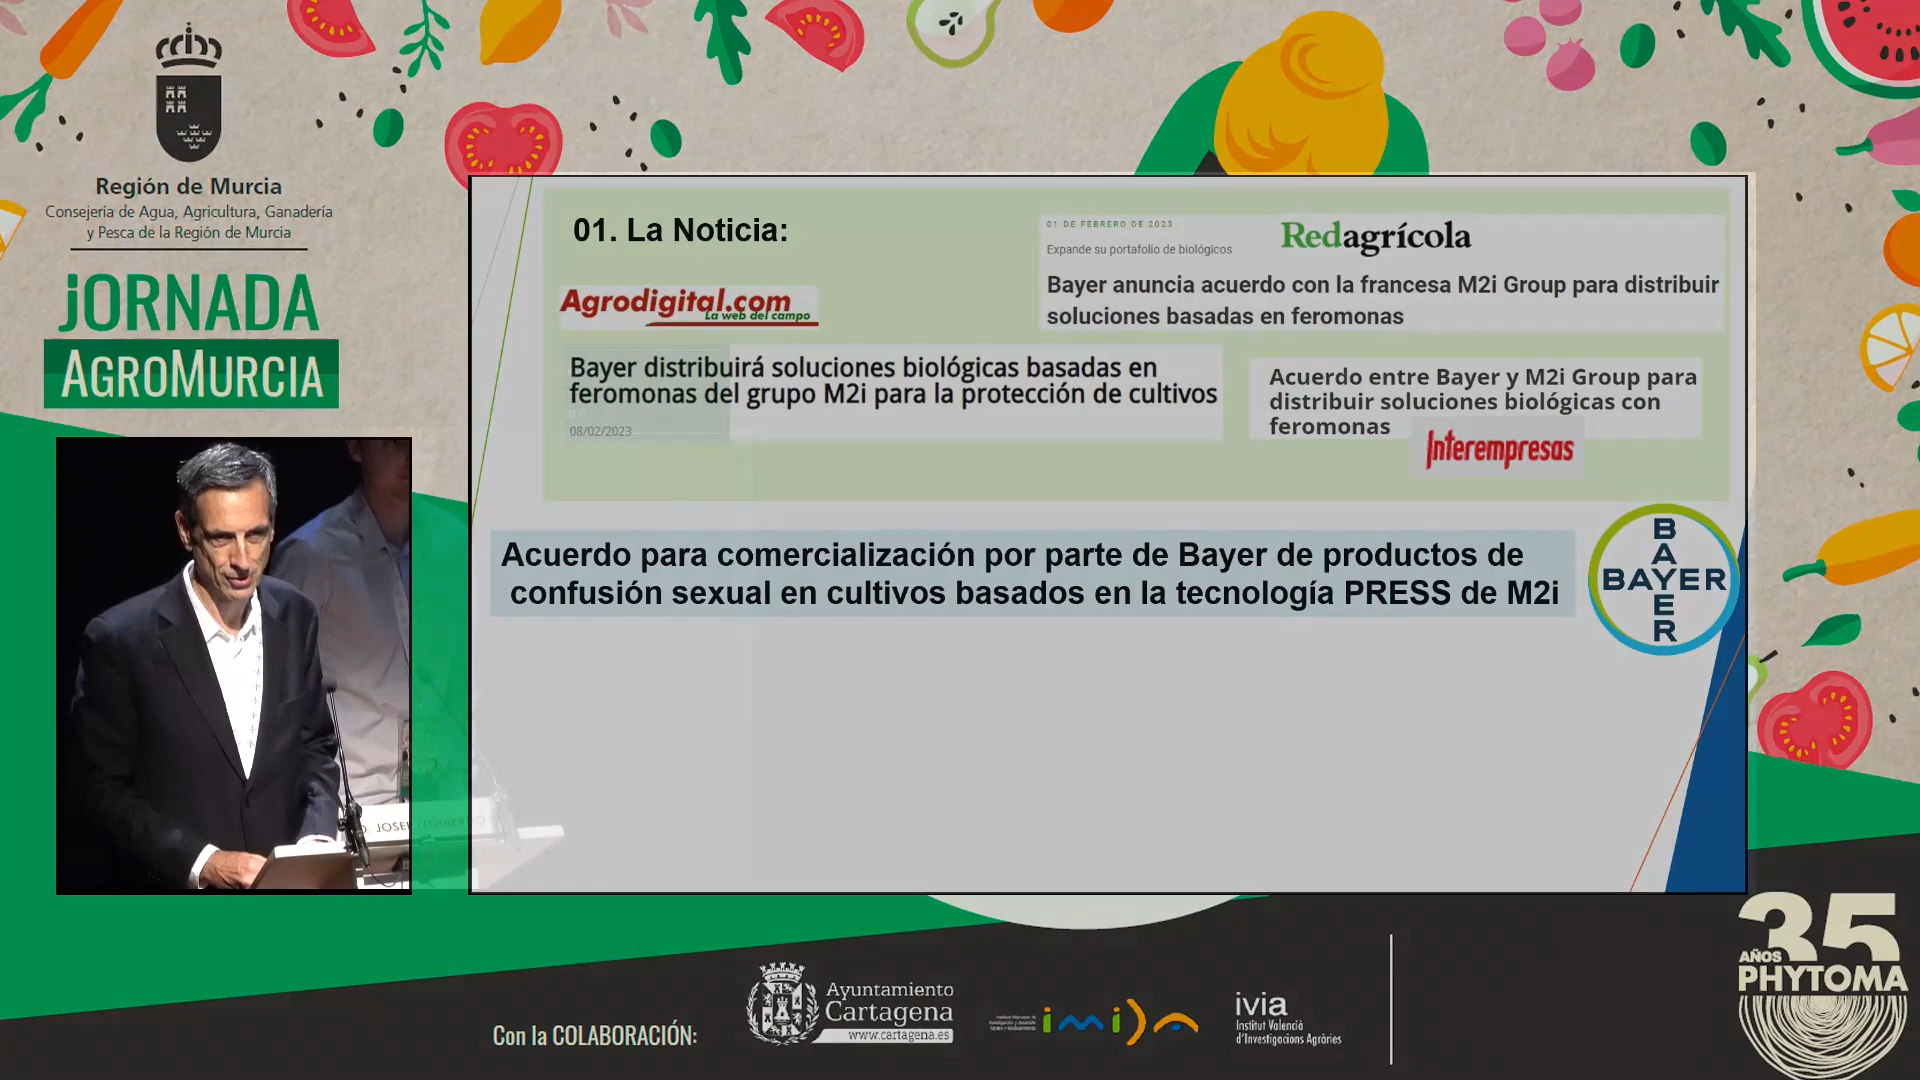 Región de Murcia
Consejería de Agua, Agricultura, Ganadería
y Pesca de la Región de Murcia
jORNADA
AGROMURCIA
01. La Noticia:
Agrodigital.com
La web del campo
01 DE FEBRERO DE 2023
Redagrícola
Expande su portafolio de biológicos
Bayer anuncia acuerdo con la francesa M2i Group para distribuir
soluciones basadas en feromonas
Bayer distribuirá soluciones biológicas basadas en
feromonas del grupo M2i para la protección de cultivos
08/02/2023
Acuerdo entre Bayer y M2i Group para
distribuir soluciones biológicas con
feromonas
Interempresas
Acuerdo para comercialización por parte de Bayer de productos de
confusión sexual en cultivos basados en la tecnología PRESS de M2i
BAYER
BAYER
D. JOSEP IZQUIERDO
Con la COLABORACIÓN:
Ayuntamiento
Cartagena
www.cartagena.es
imida
ivia
Institut Valencià
d'Investigacions Agràries
35
AÑOS
PHYTOMA